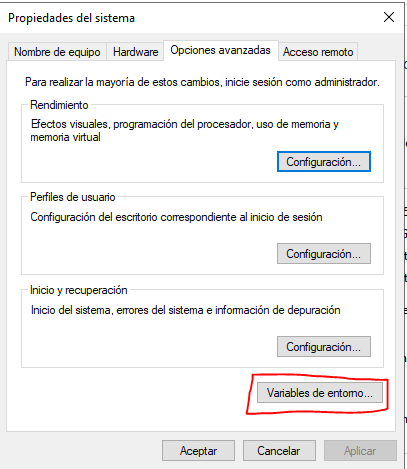 Propiedades del sistema
Nombre de equipo Hardware Opciones avanzadas Acceso remoto
Para realizar la mayoría de estos cambios, inicie sesión como administrador.
Rendimiento
Efectos visuales, programación del procesador, uso de memoria y
memoria virtual
Configuración...
Perfiles de usuario
Configuración del escritorio correspondiente al inicio de sesión
Configuración...
Inicio y recuperación
Inicio del sistema, errores del sistema e información de depuración
Configuración...
Variables de entorno...
Aceptar Cancelar Aplicar